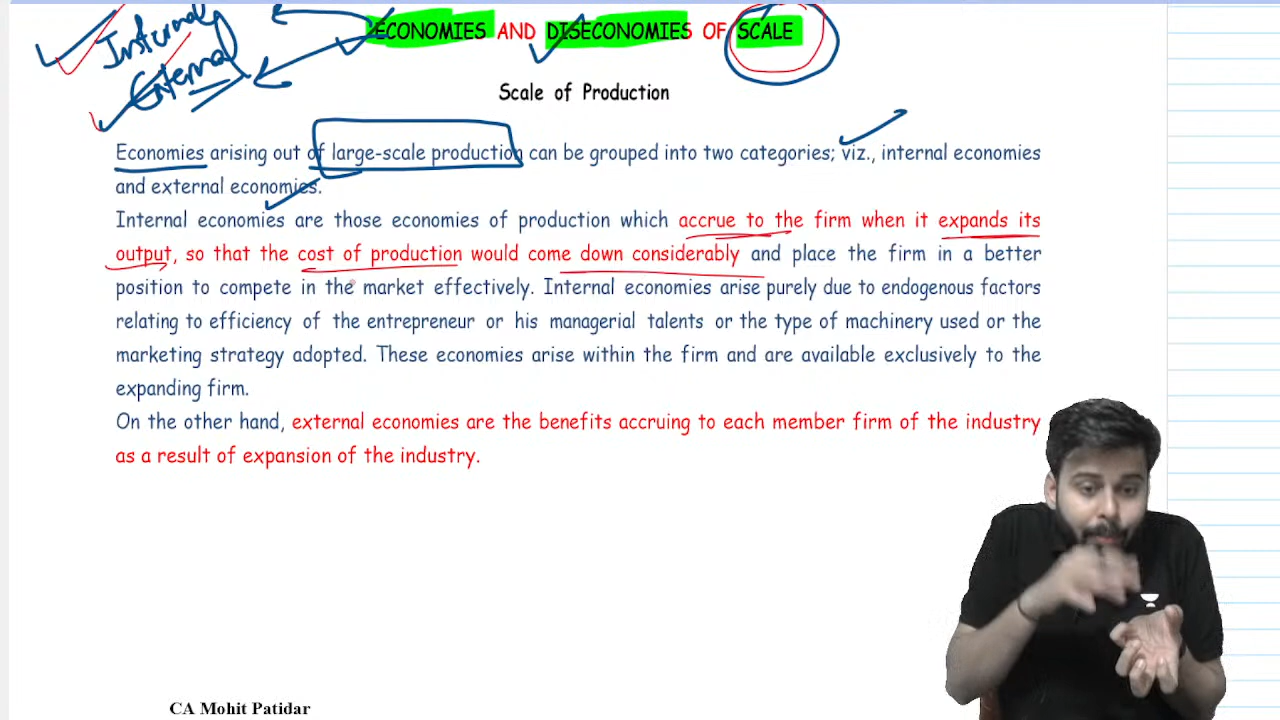 Internal
External
ECONOMIES AND DISECONOMIES OF SCALE
Scale of Production
Economies arising out of large-scale production can be grouped into two categories; viz., internal economies
and external economies.
Internal economies are those economies of production which accrue to the firm when it expands its
output, so that the cost of production would come down considerably and place the firm in a better
position to compete in the market effectively. Internal economies arise purely due to endogenous factors
relating to efficiency of the entrepreneur or his managerial talents or the type of machinery used or the
marketing strategy adopted. These economies arise within the firm and are available exclusively to the
expanding firm.
On the other hand, external economies are the benefits accruing to each member firm of the industry
as a result of expansion of the industry.
CA Mohit Patidar